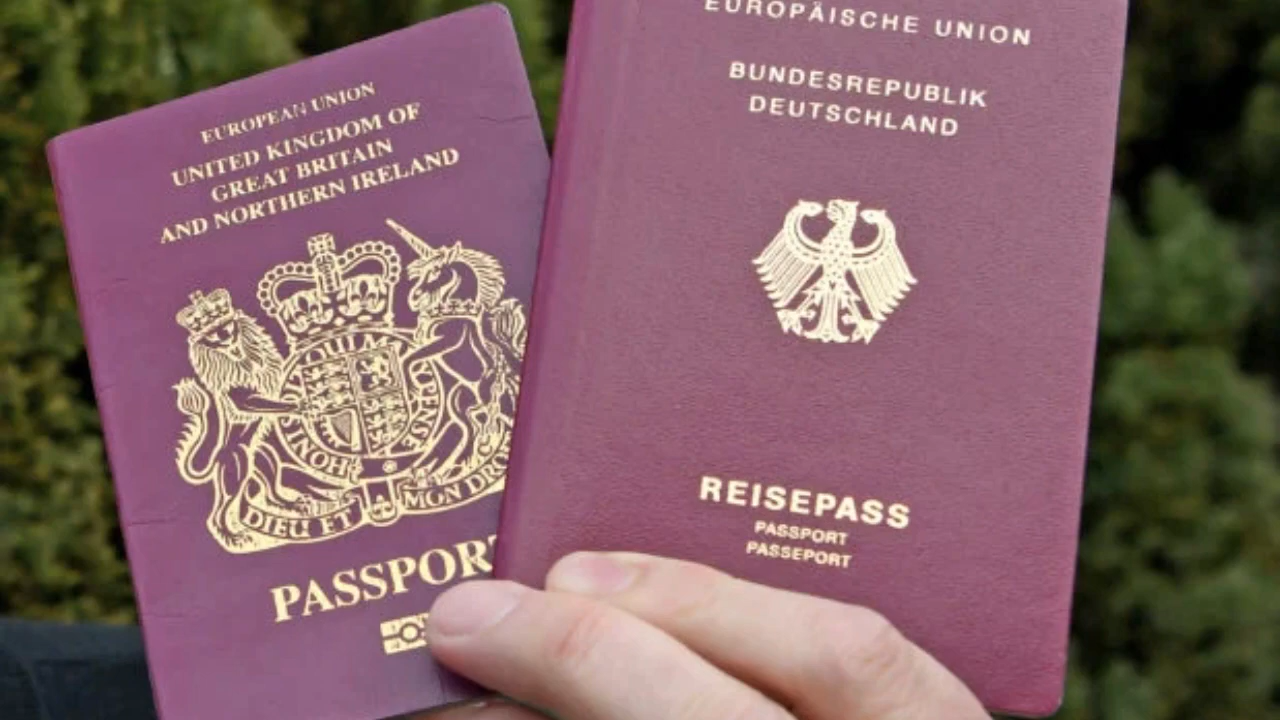 EUROPEAN UNION
UNITED KINGDOM OF
GREAT BRITAIN
AND NORTHERN IRELAND
DIEU ET
MON DRO
PASSPORT
EUROPÄISCHE UNION
BUNDESREPUBLIK
DEUTSCHLAND
REISEPASS
PASSPORT
PASSEPORT